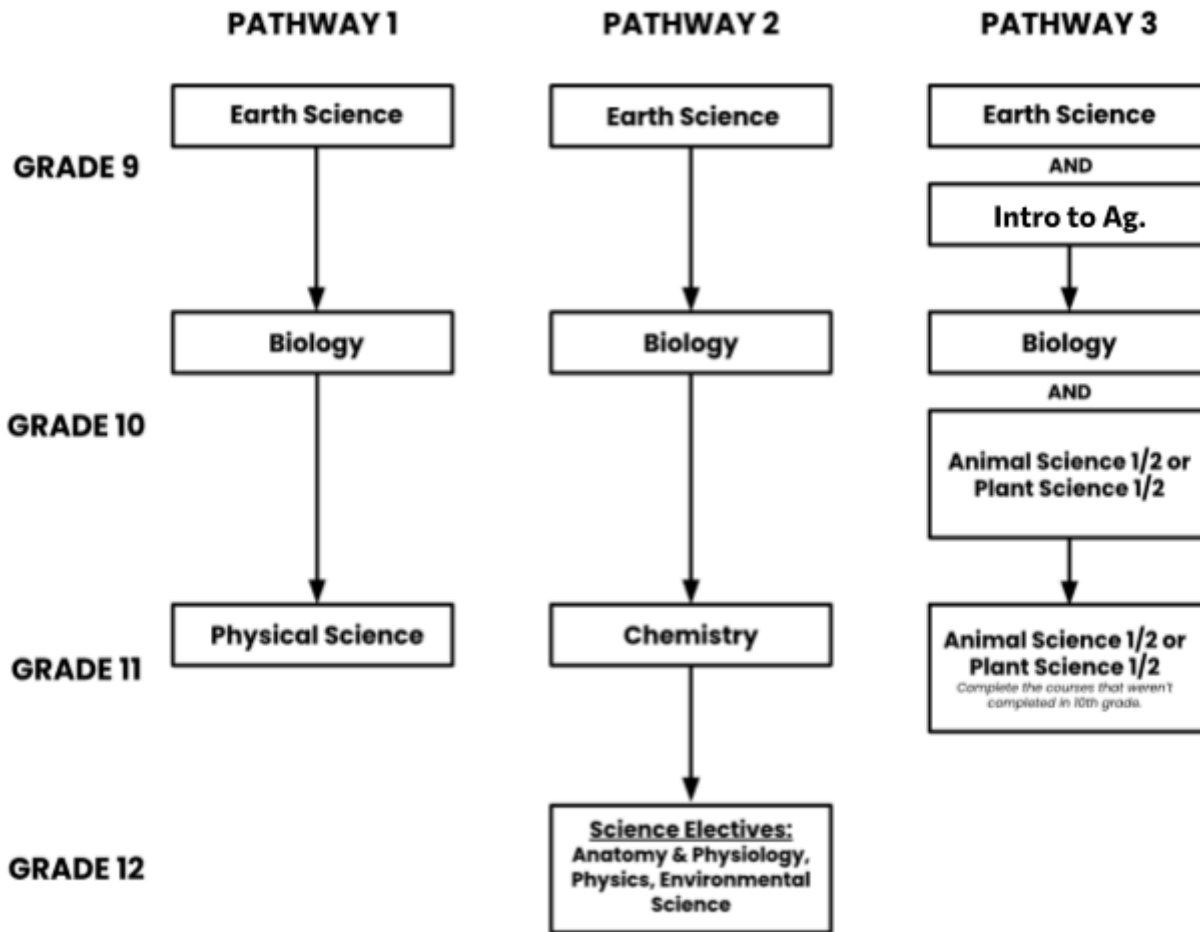 PATHWAY 1
PATHWAY 2
PATHWAY 3
GRADE 9
Earth Science
Earth Science
Earth Science
AND
Intro to Ag.
GRADE 10
Biology
Biology
Biology
AND
Animal Science 1/2 or
Plant Science 1/2
GRADE 11
Physical Science
Chemistry
Animal Science 1/2 or
Plant Science 1/2
Complete the courses that weren't
completed in 10th grade.
GRADE 12
Science Electives:
Anatomy & Physiology,
Physics, Environmental
Science